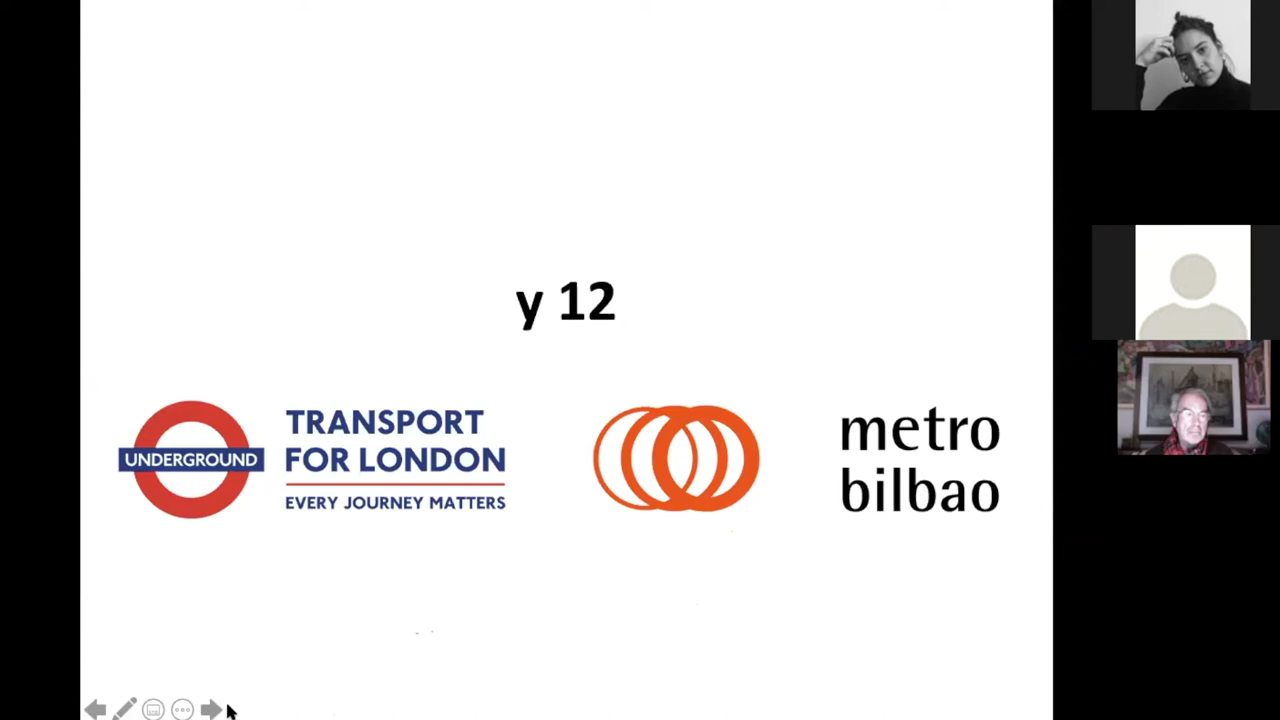 y 12
UNDERGROUND
TRANSPORT
FOR LONDON
EVERY JOURNEY MATTERS
metro
bilbao